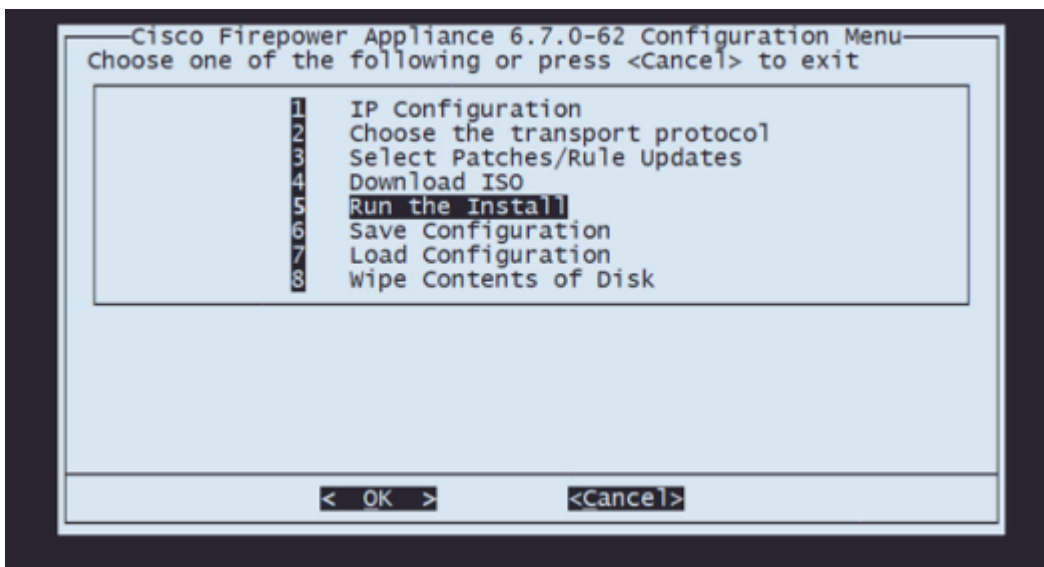 Cisco Firepower Appliance 6.7.0-62 Configuration Menu
Choose one of the following or press <Cancel> to exit
1 IP Configuration
2 Choose the transport protocol
3 Select Patches/Rule Updates
4 Download ISO
5 Run the Install
6 Save Configuration
7 Load Configuration
8 Wipe Contents of Disk
< OK > <Cancel>